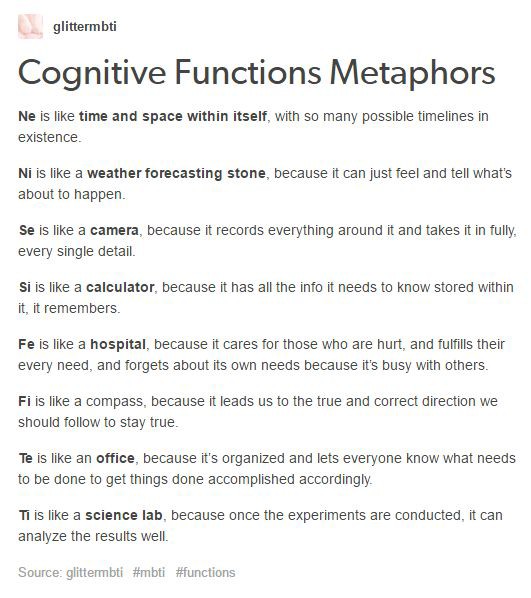 glittermbti
Cognitive Functions Metaphors
Ne is like time and space within itself, with so many possible timelines in
existence.
Ni is like a weather forecasting stone, because it can just feel and tell what's
about to happen.
Se is like a camera, because it records everything around it and takes it in fully,
every single detail.
Si is like a calculator, because it has all the info it needs to know stored within
it, it remembers.
Fe is like a hospital, because it cares for those who are hurt, and fulfills their
every need, and forgets about its own needs because it's busy with others.
Fi is like a compass, because it leads us to the true and correct direction we
should follow to stay true.
Te is like an office, because it's organized and lets everyone know what needs
to be done to get things done accomplished accordingly.
Ti is like a science lab, because once the experiments are conducted, it can
analyze the results well.
Source: glittermbti #mbti #functions